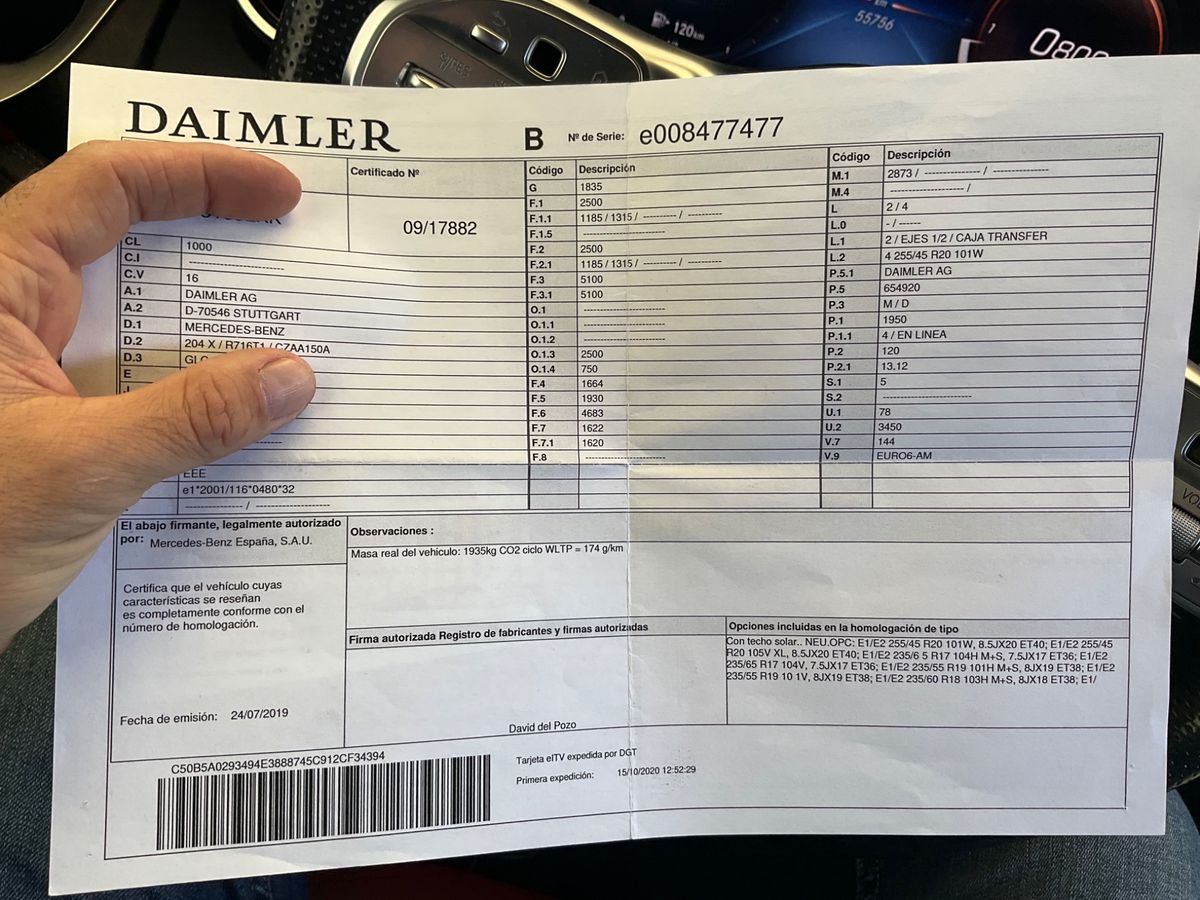 120km
55756
DAIMLER
B Nº de Serie: e008477477
Certificado Nº
09/17882
CL 1000
C.I -----------------------
C.V 16
A.1 DAIMLER AG
A.2 D-70546 STUTTGART
D.1 MERCEDES-BENZ
D.2 204 X / R716T1 / CZAA150A
D.3
E
EEE
e1*2001/116*0480*32
--------------- / -------------------
Código Descripción
G 1835
F.1 2500
F.1.1 1185 / 1315 / ---------- / ----------
F.1.5 ------------------------
F.2 2500
F.2.1 1185 / 1315 / ---------- / ----------
F.3 5100
F.3.1 5100
O.1 ------------------------
O.1.1 ------------------------
O.1.2 ------------------------
O.1.3 2500
O.1.4 750
F.4 1664
F.5 1930
F.6 4683
F.7 1622
F.7.1 1620
F.8 ------------------------
Código Descripción
M.1 2873 / --------------- / ---------------
M.4 --------------------- /
L 2 / 4
L.0 - / ------
L.1 2 / EJES 1/2 / CAJA TRANSFER
L.2 4 255/45 R20 101W
P.5.1 DAIMLER AG
P.5 654920
P.3 M / D
P.1 1950
P.1.1 4 / EN LINEA
P.2 120
P.2.1 13.12
S.1 5
S.2 ------------------------
U.1 78
U.2 3450
V.7 144
V.9 EURO6-AM
El abajo firmante, legalmente autorizado
por: Mercedes-Benz España, S.A.U.
Certifica que el vehículo cuyas
características se reseñan
es completamente conforme con el
número de homologación.
Fecha de emisión: 24/07/2019
Observaciones :
Masa real del vehiculo: 1935kg CO2 ciclo WLTP = 174 g/km
Firma autorizada Registro de fabricantes y firmas autorizadas
David del Pozo
Opciones incluidas en la homologación de tipo
Con techo solar.. NEU.OPC: E1/E2 255/45 R20 101W, 8.5JX20 ET40; E1/E2 255/45
R20 105V XL, 8.5JX20 ET40; E1/E2 235/6 5 R17 104H M+S, 7.5JX17 ET36; E1/E2
235/65 R17 104V, 7.5JX17 ET36; E1/E2 235/55 R19 101H M+S, 8JX19 ET38; E1/E2
235/55 R19 10 1V, 8JX19 ET38; E1/E2 235/60 R18 103H M+S, 8JX18 ET38; E1/
C50B5A0293494E3888745C912CF34394
Tarjeta eITV expedida por DGT
Primera expedición: 15/10/2020 12:52:29